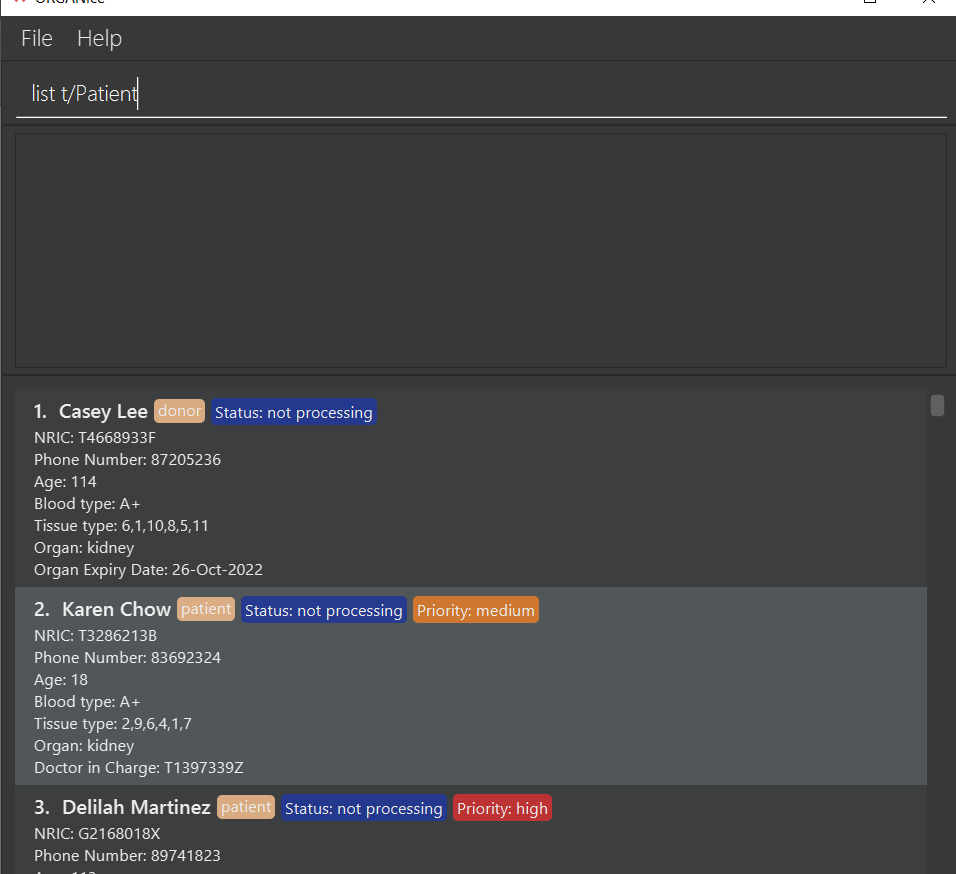 ORGANice
File Help
list t/Patient
1. Casey Lee donor Status: not processing
NRIC: T4668933F
Phone Number: 87205236
Age: 114
Blood type: A+
Tissue type: 6,1,10,8,5,11
Organ: kidney
Organ Expiry Date: 26-Oct-2022
2. Karen Chow patient Status: not processing Priority: medium
NRIC: T3286213B
Phone Number: 83692324
Age: 18
Blood type: A+
Tissue type: 2,9,6,4,1,7
Organ: kidney
Doctor in Charge: T1397339Z
3. Delilah Martinez patient Status: not processing Priority: high
NRIC: G2168018X
Phone Number: 89741823